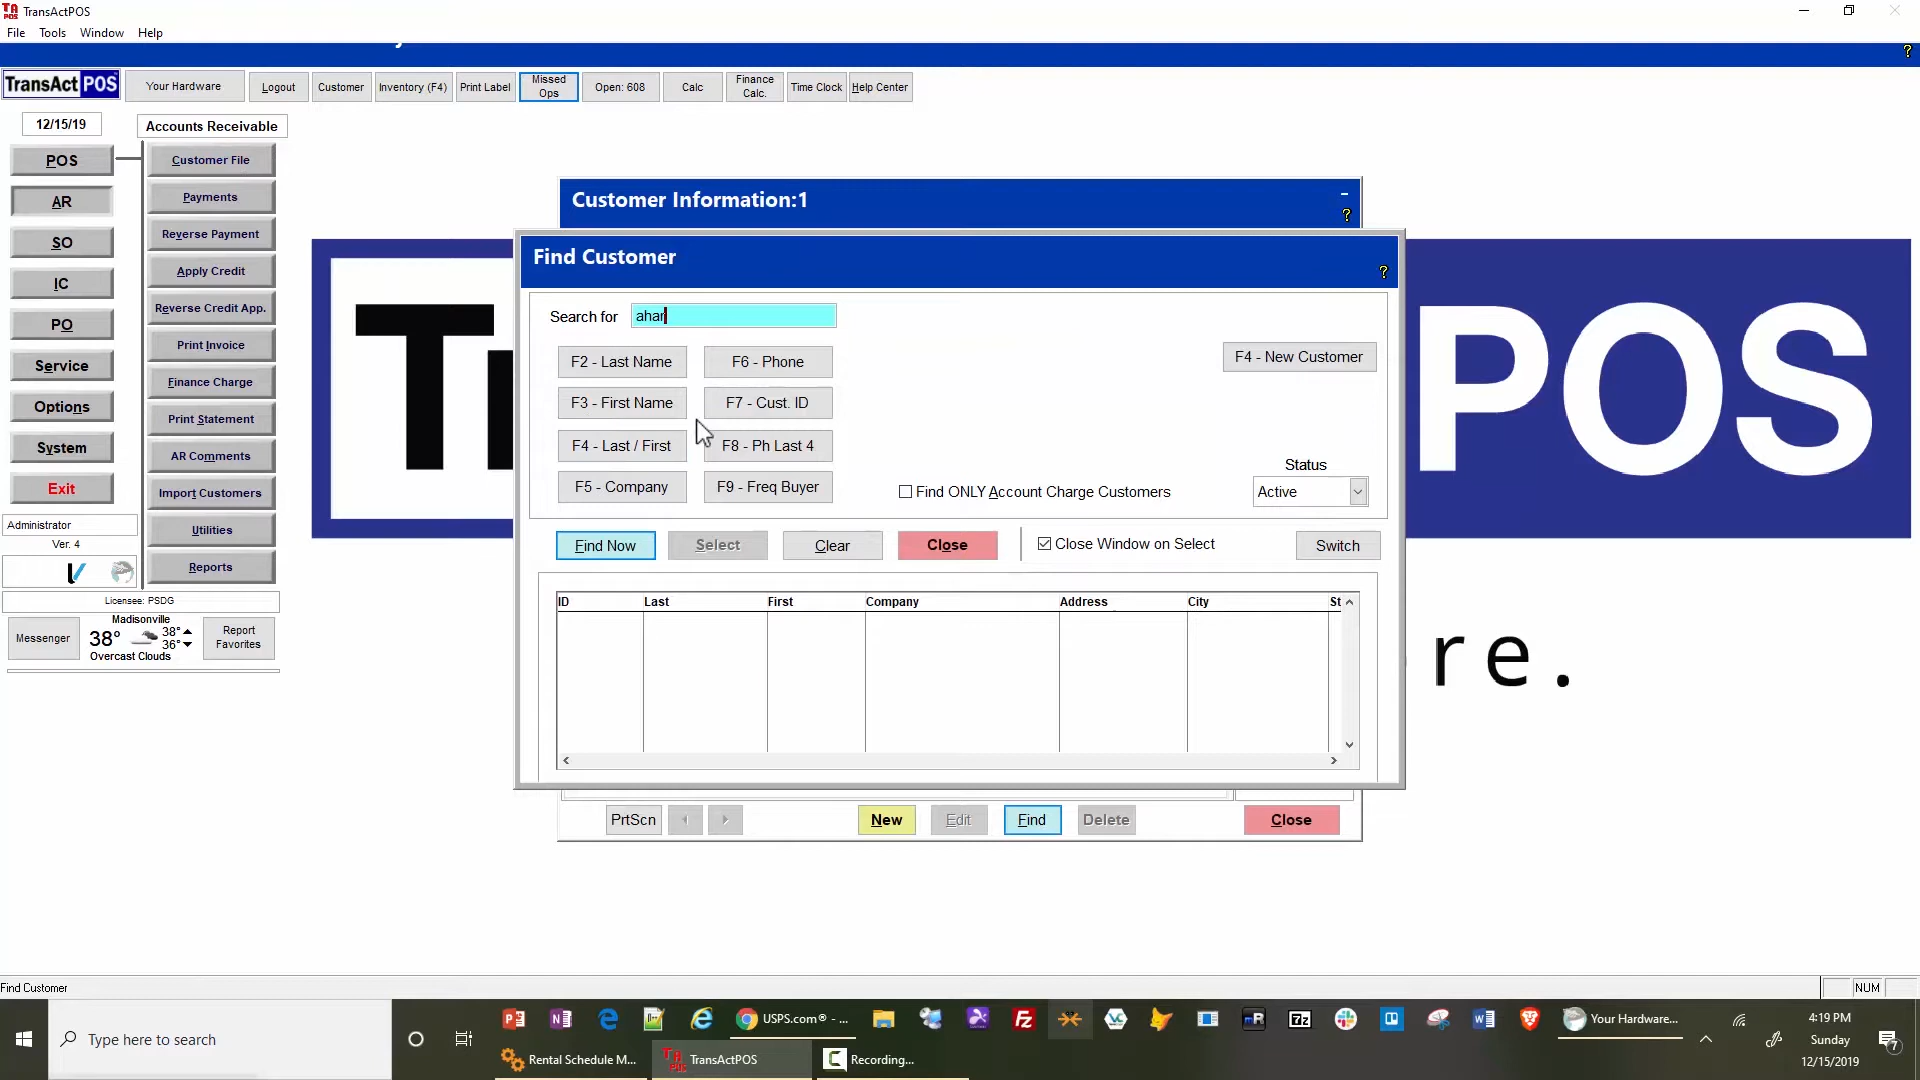 TransActPOS
File Tools Window Help
?
TransAct POS
Your Hardware
Logout
Customer
Inventory (F4)
Print Label
Missed
Ops
Open: 608
Calc
Finance
Calc.
Time Clock
Help Center
12/15/19
Accounts Receivable
POS
AR
SO
IC
PO
Service
Options
System
Exit
Customer File
Payments
Reverse Payment
Apply Credit
Reverse Credit App.
Print Invoice
Finance Charge
Print Statement
AR Comments
Import Customers
Utilities
Reports
Administrator
Ver. 4
Licensee: PSDG
Messenger
Madisonville
38° 38°
36°
Overcast Clouds
Report
Favorites
Customer Information:1
?
Find Customer
?
Search for ahar
F2 - Last Name
F6 - Phone
F4 - New Customer
F3 - First Name
F7 - Cust. ID
F4 - Last / First
F8 - Ph Last 4
F5 - Company
F9 - Freq Buyer
Find ONLY Account Charge Customers
Status
Active
Find Now
Select
Clear
Close
Close Window on Select
Switch
ID Last First Company Address City St
PrtScn
New
Edit
Find
Delete
Close
POS
re.
Find Customer
NUM
Type here to search
USPS.com® - ...
Your Hardware...
Rental Schedule M...
TransActPOS
Recording...
4:19 PM
Sunday
12/15/2019
7